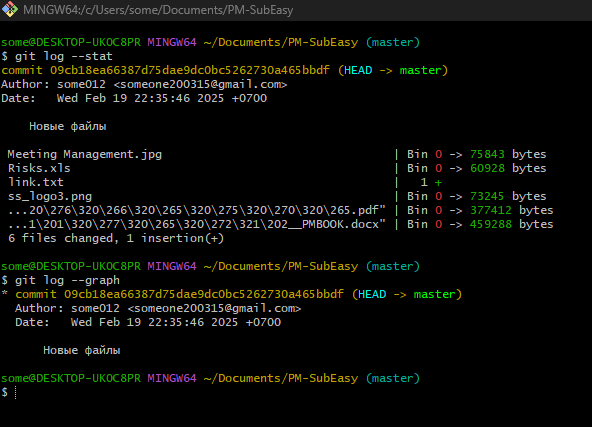 MINGW64:/c/Users/some/Documents/PM-SubEasy
some@DESKTOP-UKOC8PR MINGW64 ~/Documents/PM-SubEasy (master)
$ git log --stat
commit 09cb18ea66387d75dae9dc0bc5262730a465bbdf (HEAD -> master)
Author: some012 <someone200315@gmail.com>
Date:   Wed Feb 19 22:35:46 2025 +0700
    Новые файлы
 Meeting Management.jpg | Bin 0 -> 75843 bytes
 Risks.xls | Bin 0 -> 60928 bytes
 link.txt | 1 +
 ss_logo3.png | Bin 0 -> 73245 bytes
 ...20\276\320\266\320\265\320\275\320\270\320\265.pdf" | Bin 0 -> 377412 bytes
 ...1\201\320\277\320\265\320\272\321\202__PMBOOK.docx" | Bin 0 -> 459288 bytes
 6 files changed, 1 insertion(+)
some@DESKTOP-UKOC8PR MINGW64 ~/Documents/PM-SubEasy (master)
$ git log --graph
* commit 09cb18ea66387d75dae9dc0bc5262730a465bbdf (HEAD -> master)
  Author: some012 <someone200315@gmail.com>
  Date:   Wed Feb 19 22:35:46 2025 +0700
      Новые файлы
some@DESKTOP-UKOC8PR MINGW64 ~/Documents/PM-SubEasy (master)
$